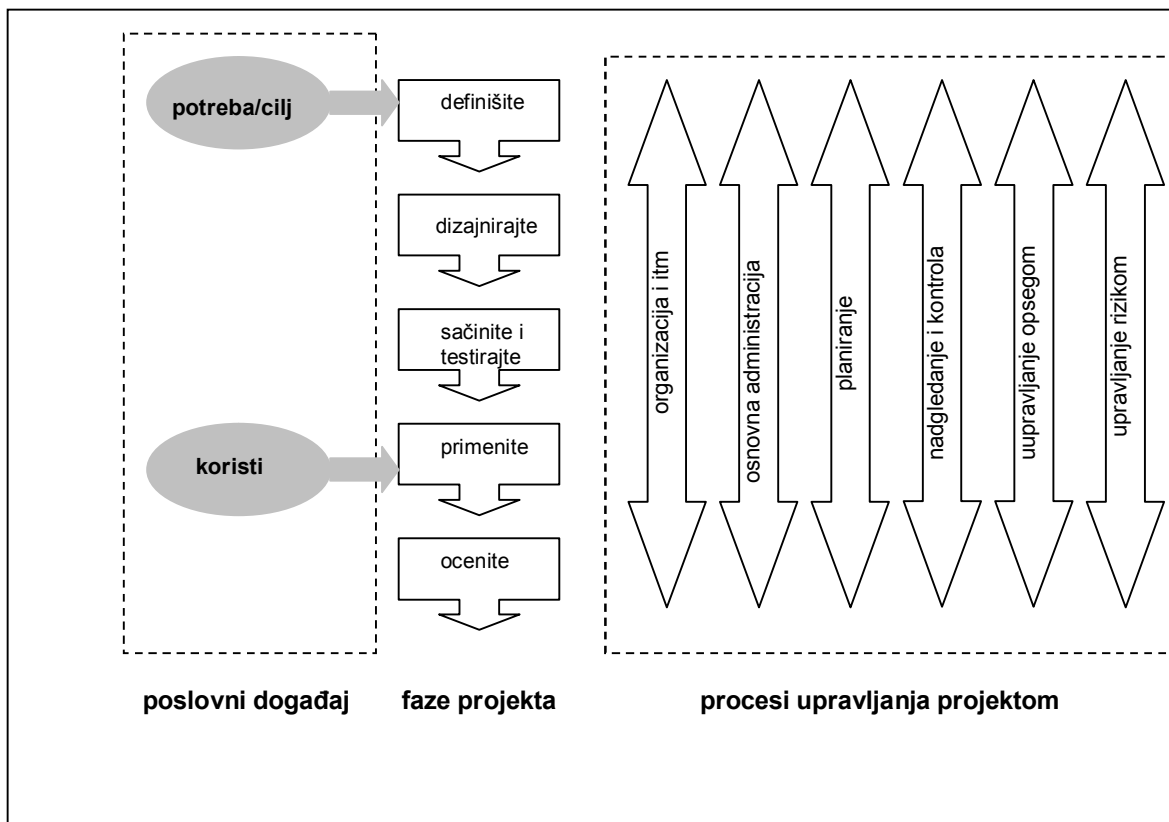 potreba/cilj
koristi
definišite
dizajnirajte
sačinite i
testirajte
primenite
ocenite
organizacija i itm
osnovna administracija
planiranje
nadgledanje i kontrola
uupravljanje opsegom
upravljanje rizikom
poslovni događaj
faze projekta
procesi upravljanja projektom